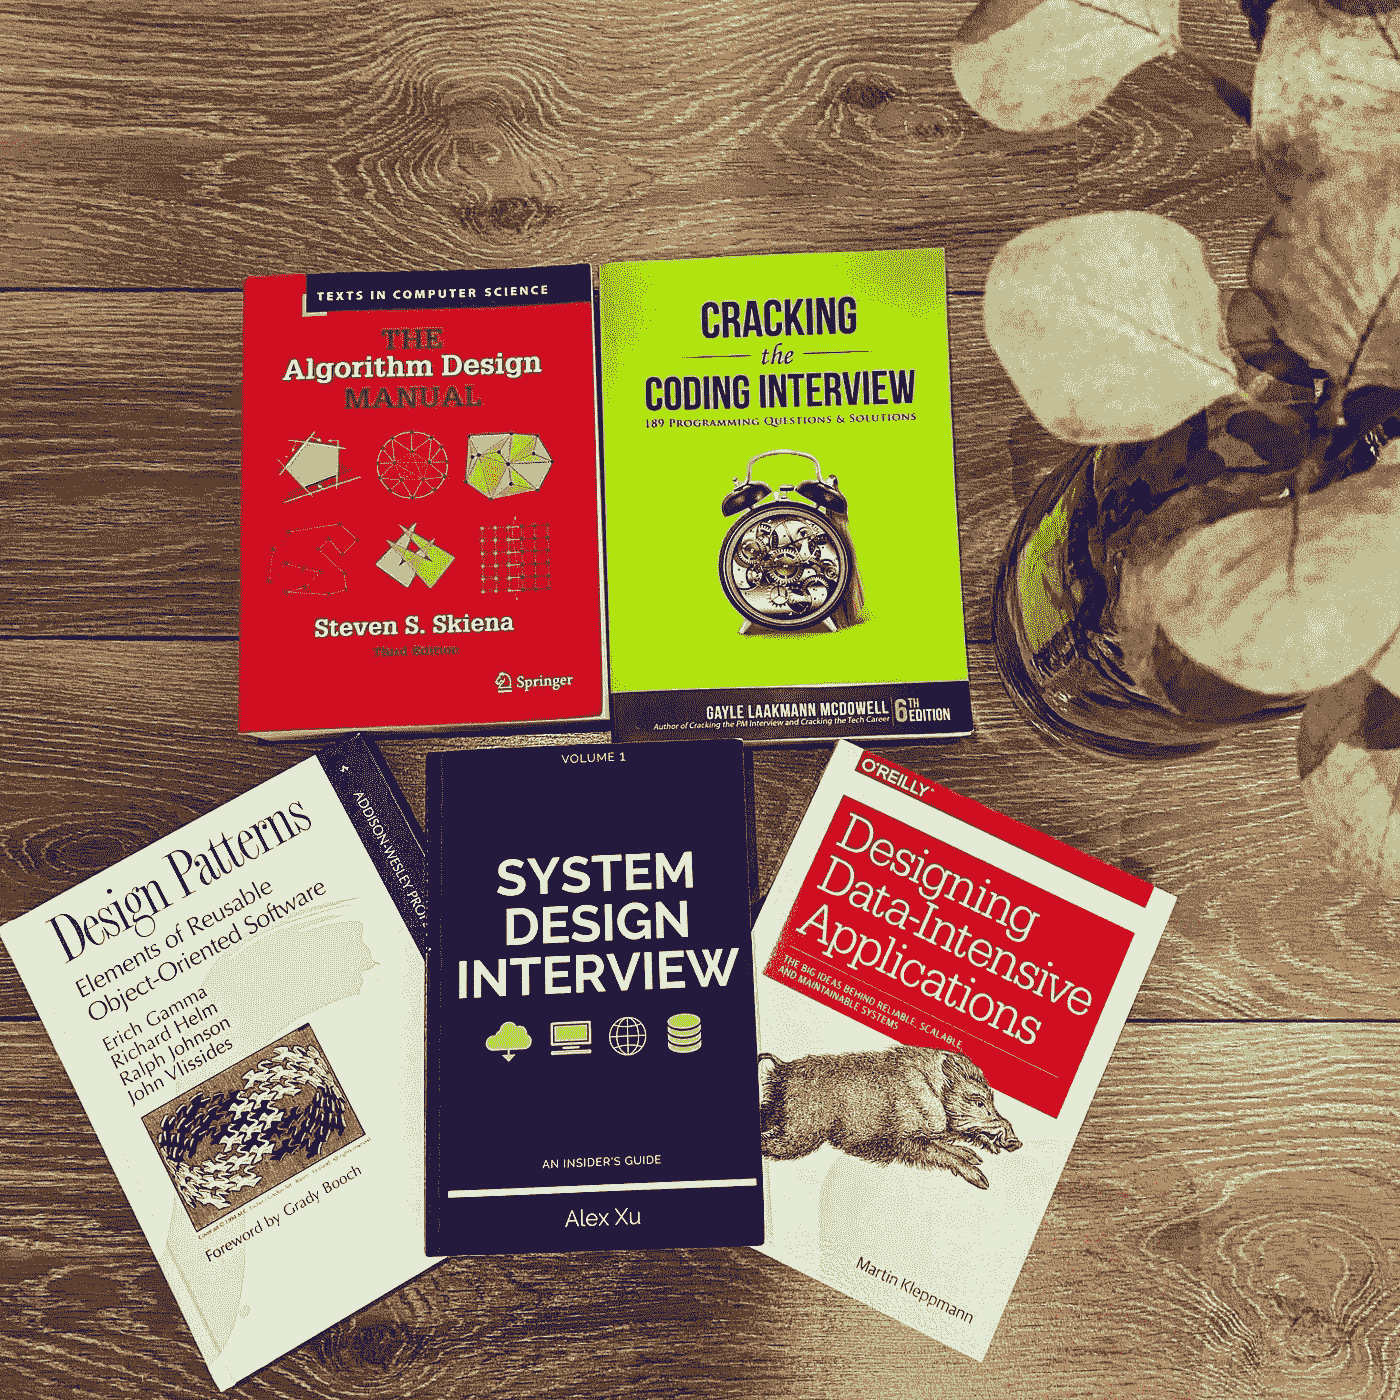 TEXTS IN COMPUTER SCIENCE
THE
Algorithm Design
MANUAL
Steven S. Skiena
Springer
CRACKING
the
CODING INTERVIEW
189 PROGRAMMING QUESTIONS & SOLUTIONS
GAYLE LAAKMANN MCDOWELL
Author of Cracking the PM Interview and Cracking the Tech Career
6TH
EDITION
Design Patterns
Elements of Reusable
Object-Oriented Software
Erich Gamma
Richard Helm
Ralph Johnson
John Vlissides
Foreword by Grady Booch
ADDISON-WESLEY
VOLUME 1
SYSTEM
DESIGN
INTERVIEW
AN INSIDER'S GUIDE
Alex Xu
O'REILLY
Designing
Data-Intensive
Applications
THE BIG IDEAS BEHIND RELIABLE, SCALABLE,
AND MAINTAINABLE SYSTEMS
Martin Kleppmann